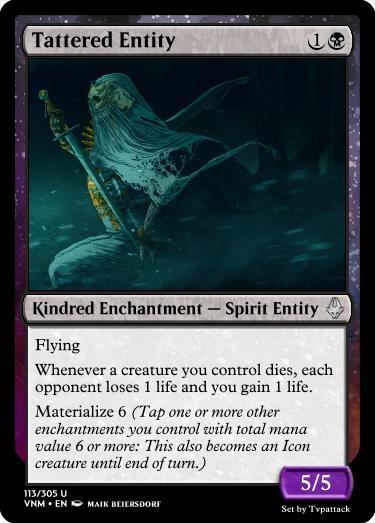 Tattered Entity 1
Kindred Enchantment — Spirit Entity
Flying
Whenever a creature you control dies, each
opponent loses 1 life and you gain 1 life.
Materialize 6 (Tap one or more other
enchantments you control with total mana
value 6 or more: This also becomes an Icon
creature until end of turn.)
5/5
113/305 U
VNM • EN MAIK BEIERSDORF
Set by Tvpattack